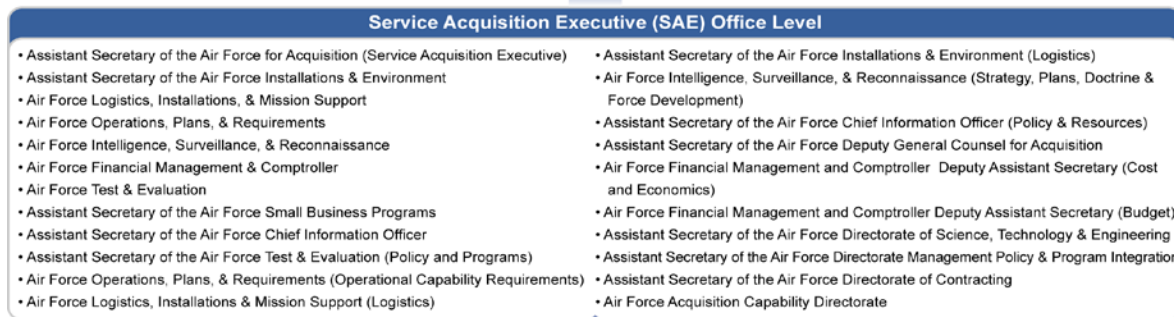 Service Acquisition Executive (SAE) Office Level
• Assistant Secretary of the Air Force for Acquisition (Service Acquisition Executive)
• Assistant Secretary of the Air Force Installations & Environment
• Air Force Logistics, Installations, & Mission Support
• Air Force Operations, Plans, & Requirements
• Air Force Intelligence, Surveillance, & Reconnaissance
• Air Force Financial Management & Comptroller
• Air Force Test & Evaluation
• Assistant Secretary of the Air Force Small Business Programs
• Assistant Secretary of the Air Force Chief Information Officer
• Assistant Secretary of the Air Force Test & Evaluation (Policy and Programs)
• Air Force Operations, Plans, & Requirements (Operational Capability Requirements)
• Air Force Logistics, Installations & Mission Support (Logistics)
• Assistant Secretary of the Air Force Installations & Environment (Logistics)
• Air Force Intelligence, Surveillance, & Reconnaissance (Strategy, Plans, Doctrine &
Force Development)
• Assistant Secretary of the Air Force Chief Information Officer (Policy & Resources)
• Assistant Secretary of the Air Force Deputy General Counsel for Acquisition
• Air Force Financial Management and Comptroller Deputy Assistant Secretary (Cost
and Economics)
• Air Force Financial Management and Comptroller Deputy Assistant Secretary (Budget)
• Assistant Secretary of the Air Force Directorate of Science, Technology & Engineering
• Assistant Secretary of the Air Force Directorate Management Policy & Program Integration
• Assistant Secretary of the Air Force Directorate of Contracting
• Air Force Acquisition Capability Directorate